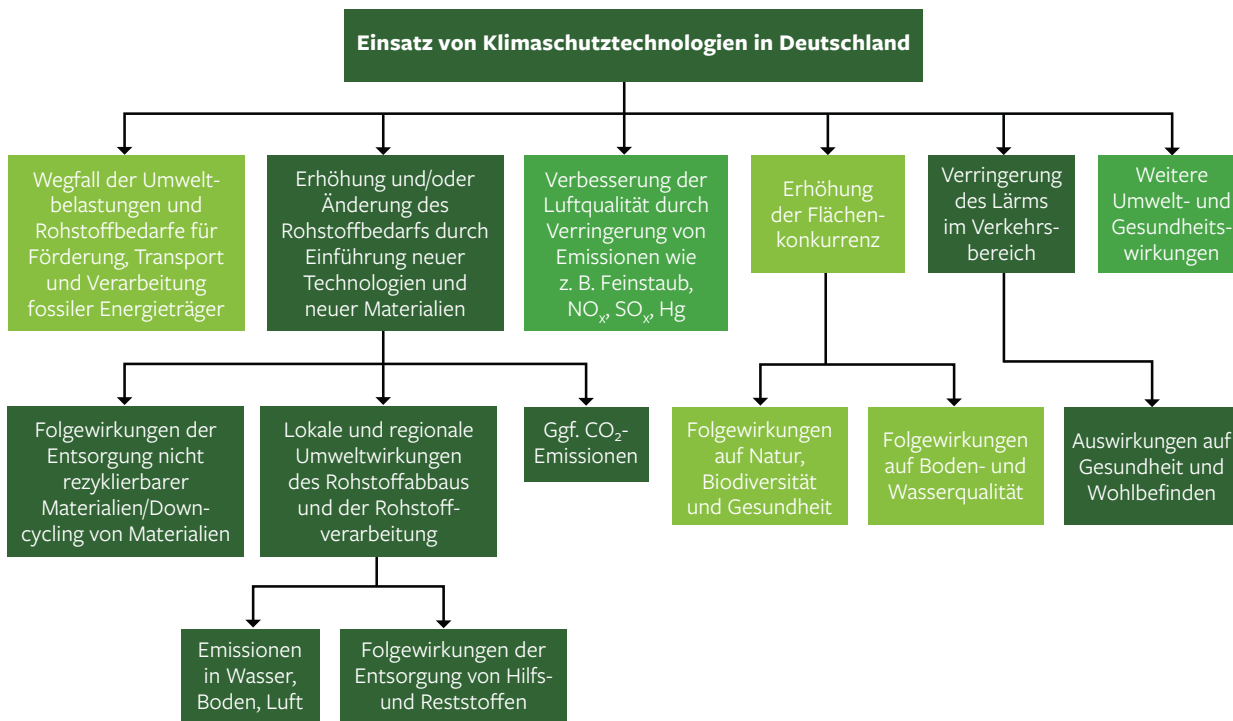 Einsatz von Klimaschutztechnologien in Deutschland
Wegfall der Umwelt-
belastungen und
Rohstoffbedarfe für
Förderung, Transport
und Verarbeitung
fossiler Energieträger
Erhöhung und/oder
Änderung des
Rohstoffbedarfs durch
Einführung neuer
Technologien und
neuer Materialien
Verbesserung der
Luftqualität durch
Verringerung von
Emissionen wie
z. B. Feinstaub,
NOₓ, SOₓ, Hg
Erhöhung
der Flächen-
konkurrenz
Verringerung
des Lärms
im Verkehrs-
bereich
Weitere
Umwelt- und
Gesundheits-
wirkungen
Folgewirkungen der
Entsorgung nicht
rezyklierbarer
Materialien/Down-
cycling von Materialien
Lokale und regionale
Umweltwirkungen
des Rohstoffabbaus
und der Rohstoff-
verarbeitung
Ggf. CO₂-
Emissionen
Folgewirkungen
auf Natur,
Biodiversität
und Gesundheit
Folgewirkungen
auf Boden- und
Wasserqualität
Auswirkungen auf
Gesundheit und
Wohlbefinden
Emissionen
in Wasser,
Boden, Luft
Folgewirkungen der
Entsorgung von Hilfs-
und Reststoffen